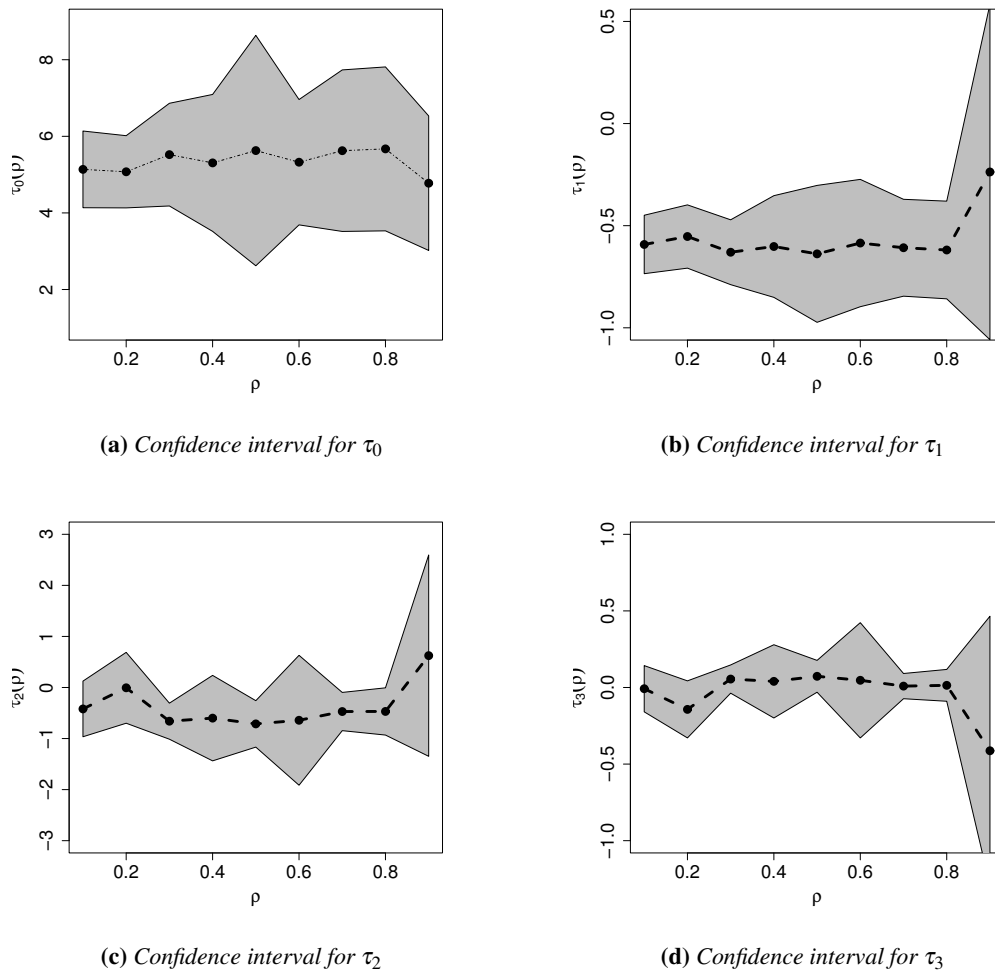 8
6
4
2
τ0(ρ)
0.2 0.4 0.6 0.8
ρ
(a) Confidence interval for τ0
0.5
0.0
−0.5
−1.0
τ1(ρ)
0.2 0.4 0.6 0.8
ρ
(b) Confidence interval for τ1
3
2
1
0
−1
−2
−3
τ2(ρ)
0.2 0.4 0.6 0.8
ρ
(c) Confidence interval for τ2
1.0
0.5
0.0
−0.5
−1.0
τ3(ρ)
0.2 0.4 0.6 0.8
ρ
(d) Confidence interval for τ3